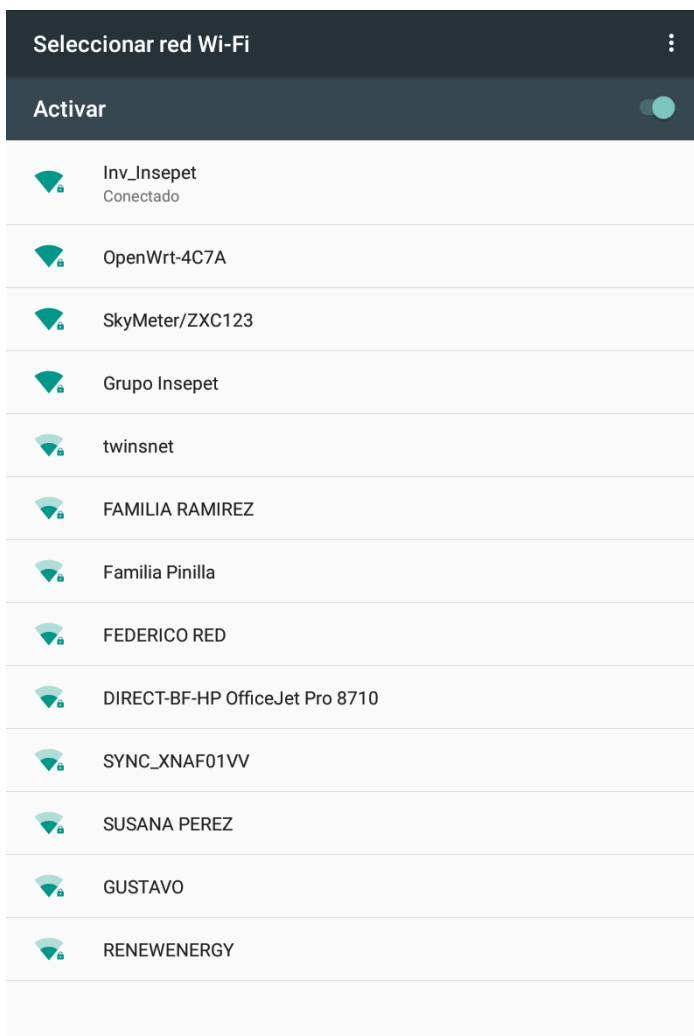 Seleccionar red Wi-Fi
Activar
Inv_Insepet
Conectado
OpenWrt-4C7A
SkyMeter/ZXC123
Grupo Insepet
twinsnet
FAMILIA RAMIREZ
Familia Pinilla
FEDERICO RED
DIRECT-BF-HP OfficeJet Pro 8710
SYNC_XNAF01VV
SUSANA PEREZ
GUSTAVO
RENEWENERGY